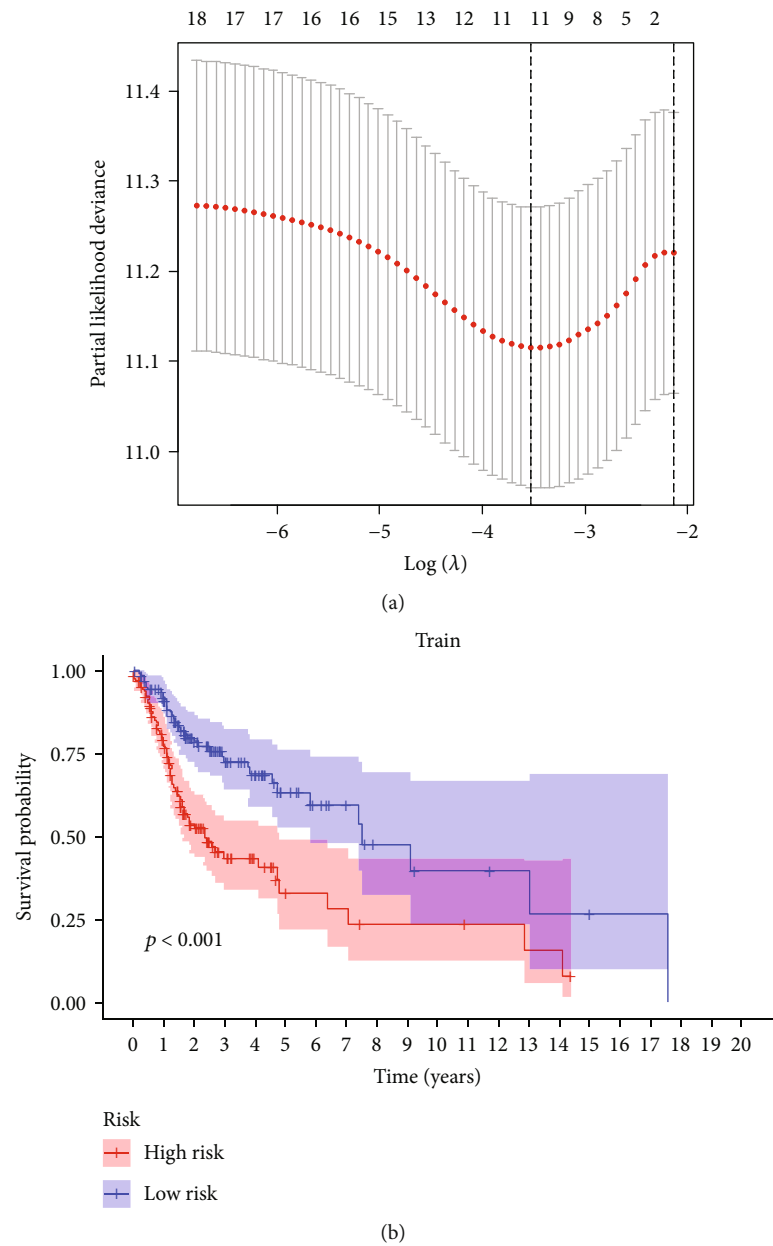 18 17 17 16 16 15 13 12 11 11 9 8 5 2
Partial likelihood deviance
11.4
11.3
11.2
11.1
11.0
−6 −5 −4 −3 −2
Log (λ)
(a)
Train
Survival probability
1.00
0.75
0.50
0.25
0.00
p < 0.001
0 1 2 3 4 5 6 7 8 9 10 11 12 13 14 15 16 17 18 19 20
Time (years)
Risk
High risk
Low risk
(b)